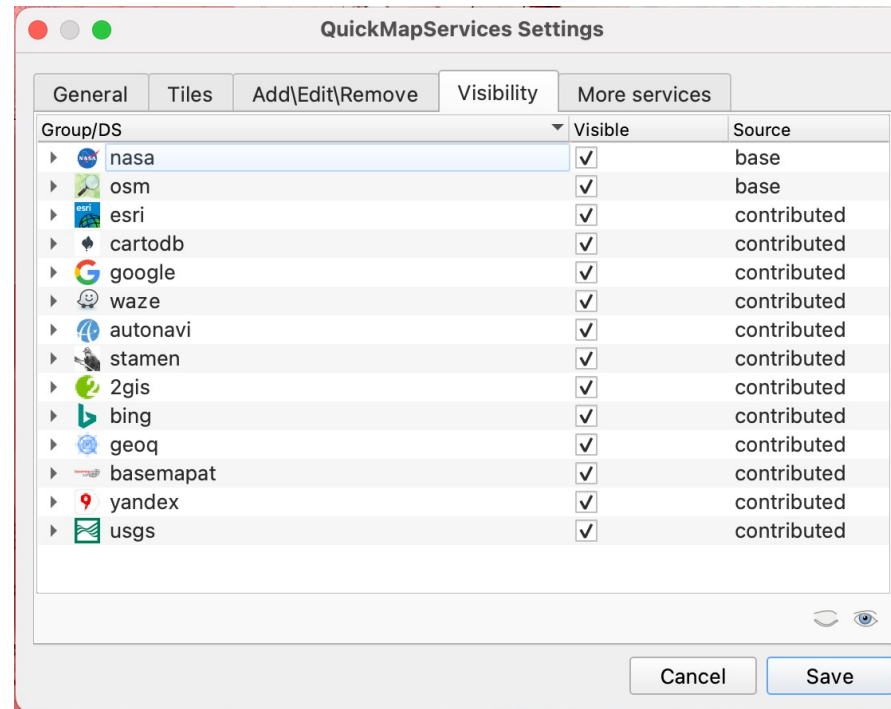 QuickMapServices Settings
General Tiles Add\Edit\Remove Visibility More services
Group/DS Visible Source
nasa base
osm base
esri contributed
cartodb contributed
google contributed
waze contributed
autonavi contributed
stamen contributed
2gis contributed
bing contributed
geoq contributed
basemapat contributed
yandex contributed
usgs contributed
Cancel Save